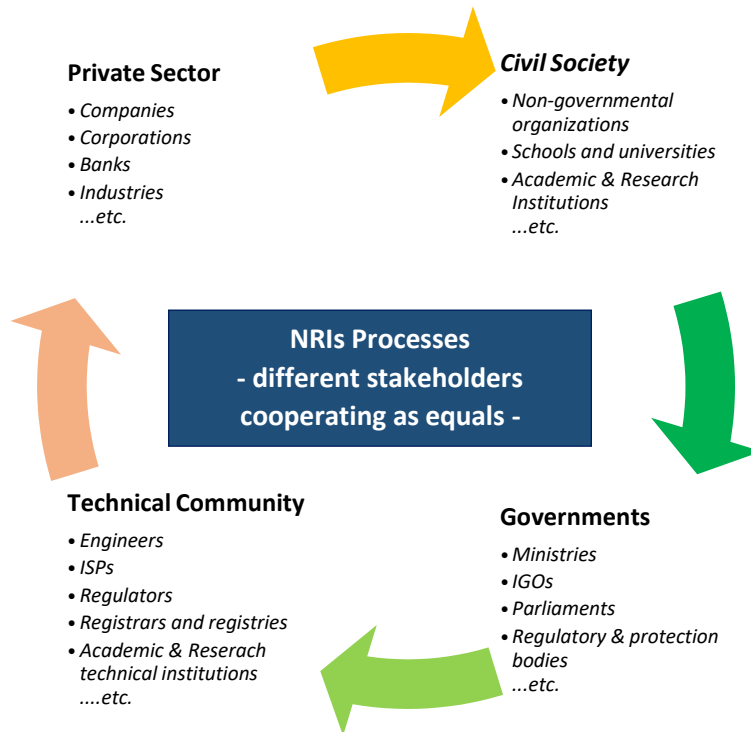 Private Sector
• Companies
• Corporations
• Banks
• Industries
...etc.
Civil Society
• Non-governmental
organizations
• Schools and universities
• Academic & Research
Institutions
...etc.
NRIs Processes
- different stakeholders
cooperating as equals -
Technical Community
• Engineers
• ISPs
• Regulators
• Registrars and registries
• Academic & Reserach
technical institutions
....etc.
Governments
• Ministries
• IGOs
• Parliaments
• Regulatory & protection
bodies
...etc.